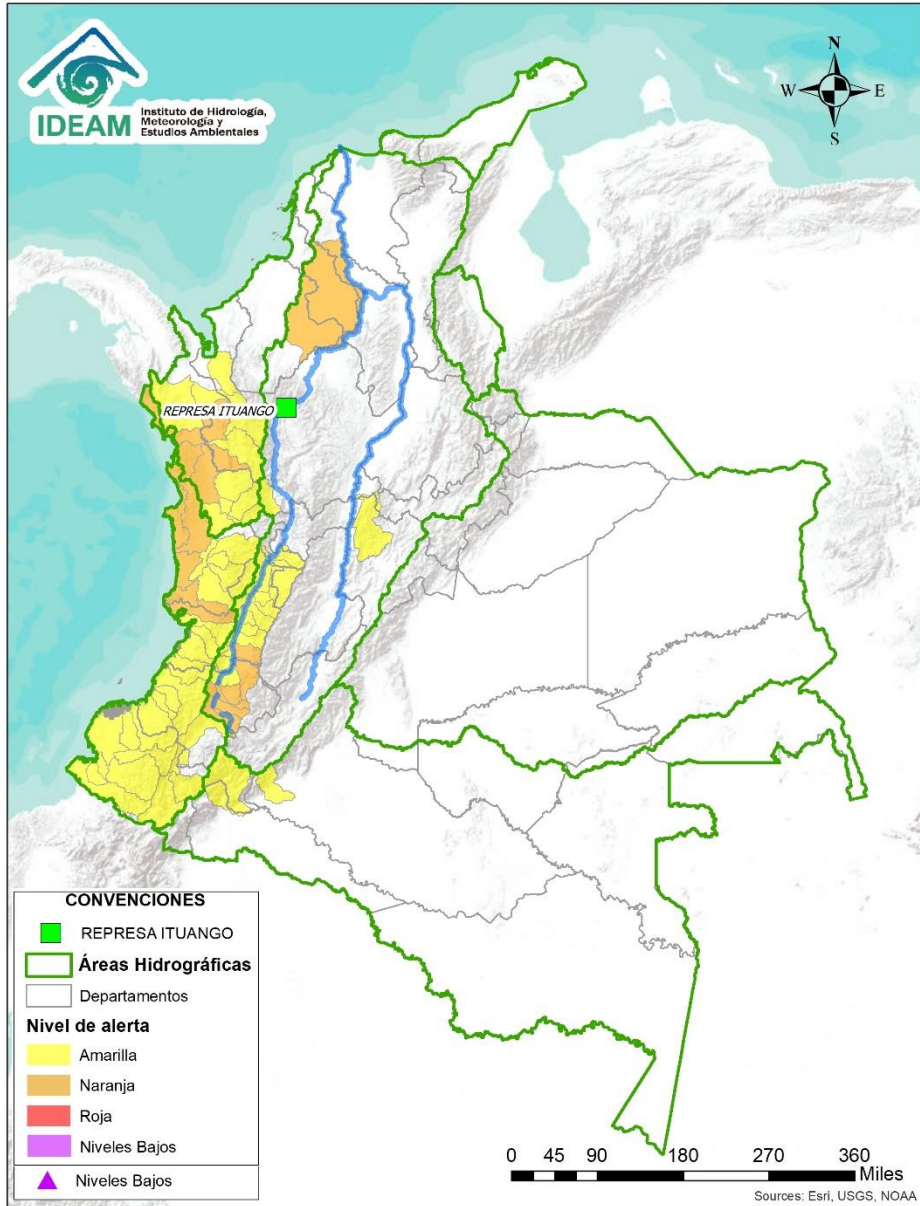 IDEAM
Instituto de Hidrología,
Meteorología y
Estudios Ambientales
N
W
E
S
REPRESA ITUANGO
CONVENCIONES
REPRESA ITUANGO
Áreas Hidrográficas
Departamentos
Nivel de alerta
Amarilla
Naranja
Roja
Niveles Bajos
Niveles Bajos
0 45 90 180 270 360
Miles
Sources: Esri, USGS, NOAA